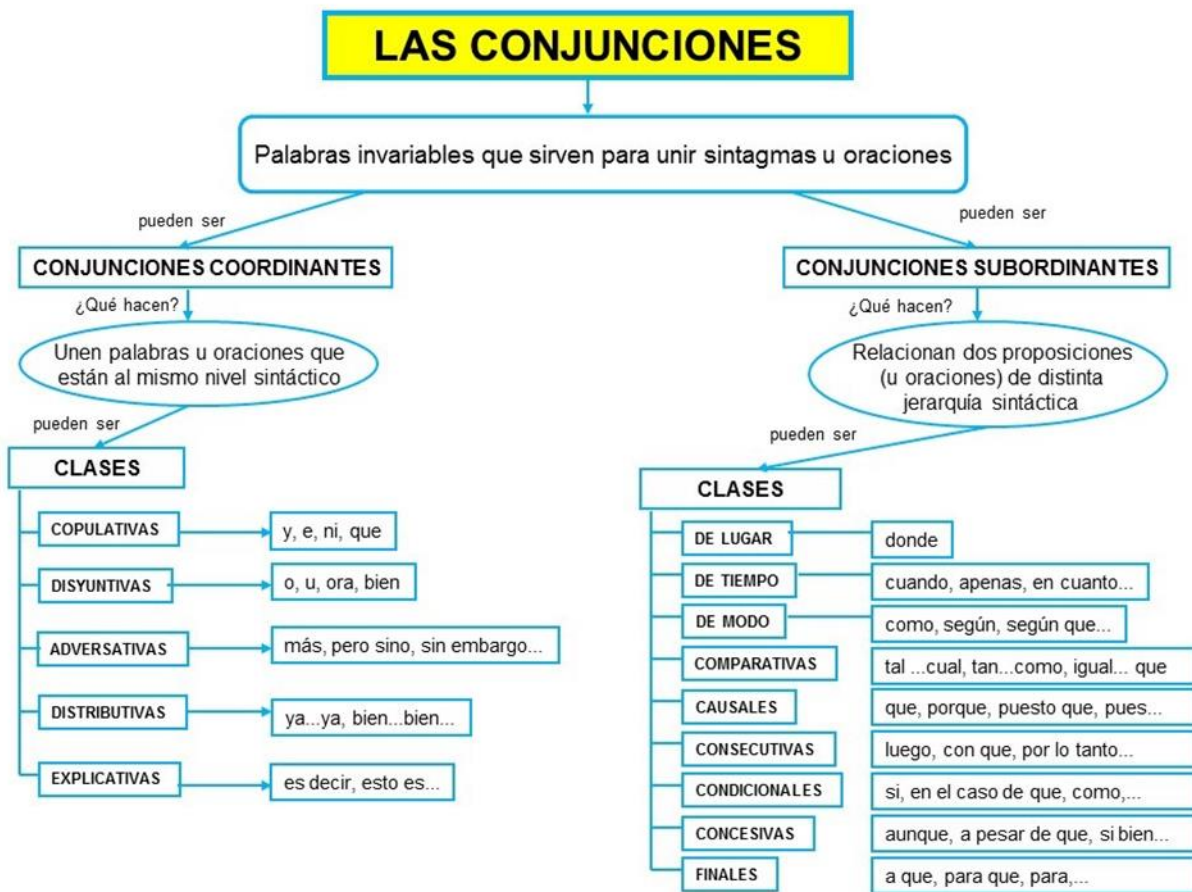 LAS CONJUNCIONES
Palabras invariables que sirven para unir sintagmas u oraciones
pueden ser
CONJUNCIONES COORDINANTES
¿Qué hacen?
Unen palabras u oraciones que
están al mismo nivel sintáctico
pueden ser
CLASES
COPULATIVAS
y, e, ni, que
DISYUNTIVAS
o, u, ora, bien
ADVERSATIVAS
más, pero sino, sin embargo...
DISTRIBUTIVAS
ya...ya, bien...bien...
EXPLICATIVAS
es decir, esto es...
pueden ser
CONJUNCIONES SUBORDINANTES
¿Qué hacen?
Relacionan dos proposiciones
(u oraciones) de distinta
jerarquía sintáctica
pueden ser
CLASES
DE LUGAR
donde
DE TIEMPO
cuando, apenas, en cuanto...
DE MODO
como, según, según que...
COMPARATIVAS
tal ...cual, tan...como, igual... que
CAUSALES
que, porque, puesto que, pues...
CONSECUTIVAS
luego, con que, por lo tanto...
CONDICIONALES
si, en el caso de que, como,...
CONCESIVAS
aunque, a pesar de que, si bien...
FINALES
a que, para que, para,...